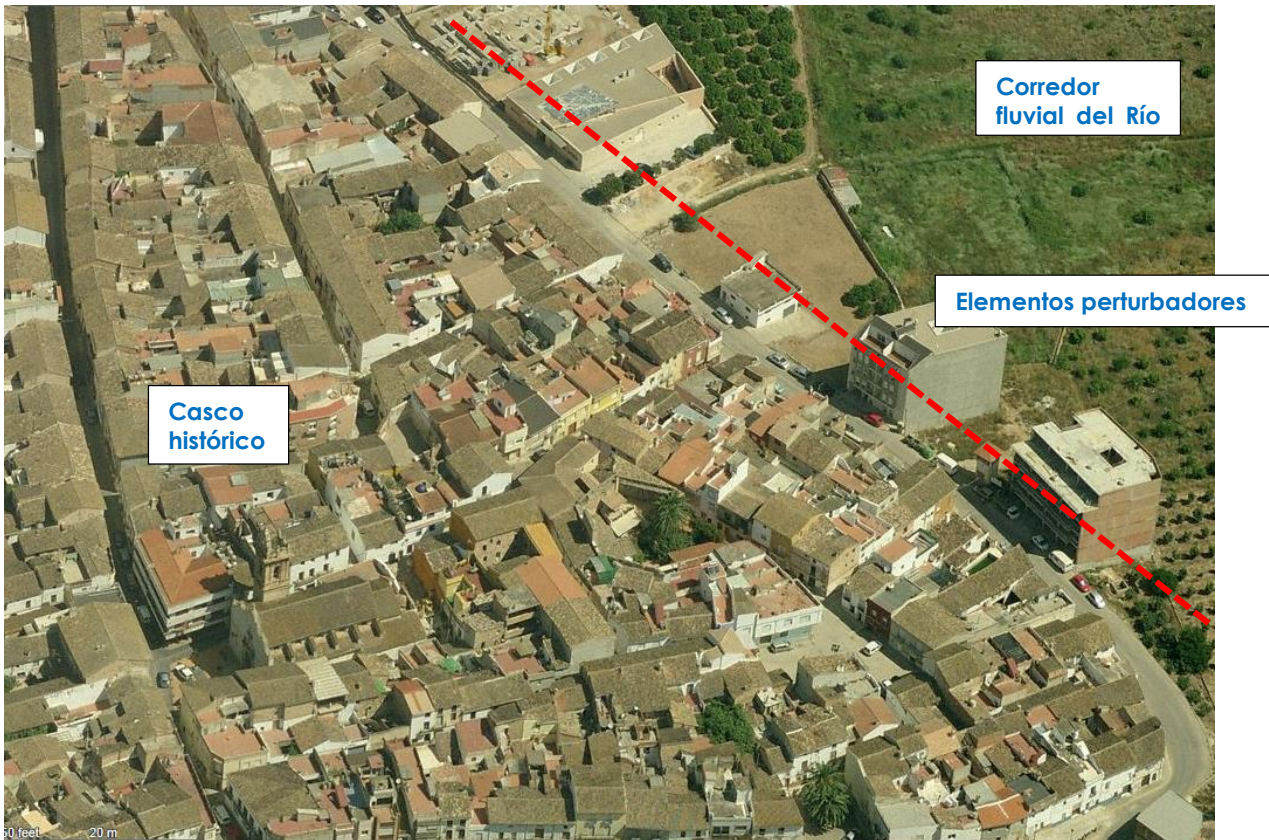 Corredor
fluvial del Río
Elementos perturbadores
Casco
histórico
50 feet 20 m